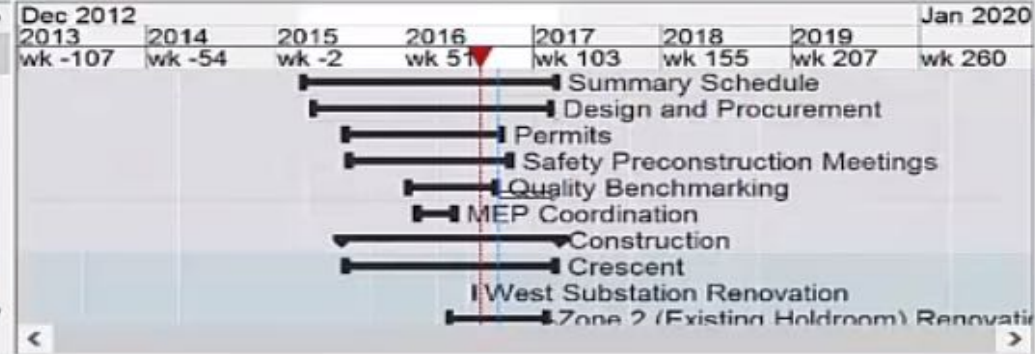 Dec 2012 Jan 2020
2013 2014 2015 2016 2017 2018 2019
wk -107 wk -54 wk -2 wk 51 wk 103 wk 155 wk 207 wk 260
Summary Schedule
Design and Procurement
Permits
Safety Preconstruction Meetings
Quality Benchmarking
MEP Coordination
Construction
Crescent
West Substation Renovation
Zone 2 (Existing Holdroom) Renovati